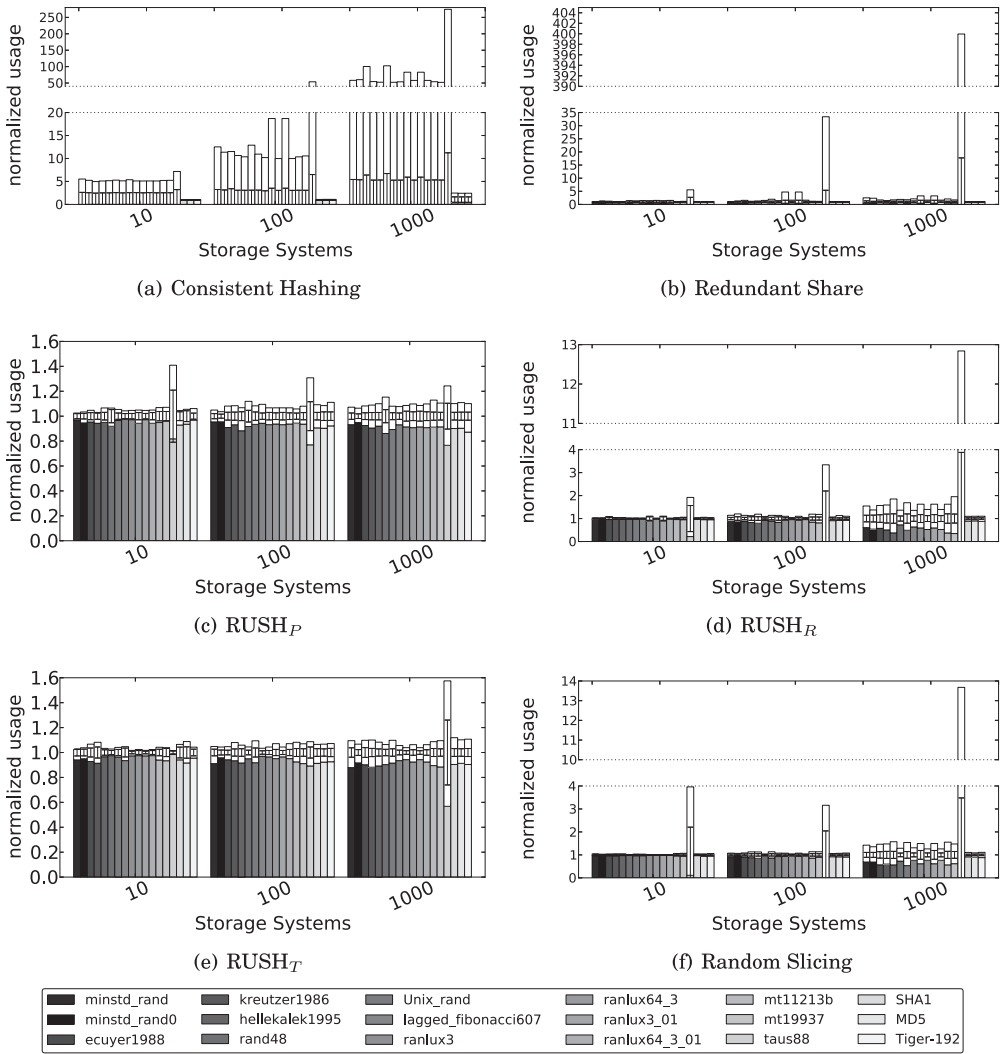 normalized usage
300
250
200
150
100
50
20
15
10
5
0
10
100
1000
Storage Systems
(a) Consistent Hashing
normalized usage
404
402
400
398
396
394
392
390
35
30
25
20
15
10
5
0
10
100
1000
Storage Systems
(b) Redundant Share
normalized usage
1.6
1.4
1.2
1.0
0.8
0.6
0.4
0.2
0.0
10
100
1000
Storage Systems
(c) RUSH_P
normalized usage
13
12
11
4
3
2
1
0
10
100
1000
Storage Systems
(d) RUSH_R
normalized usage
1.6
1.4
1.2
1.0
0.8
0.6
0.4
0.2
0.0
10
100
1000
Storage Systems
(e) RUSH_T
normalized usage
14
13
12
11
10
4
3
2
1
0
10
100
1000
Storage Systems
(f) Random Slicing
minstd_rand
minstd_rand0
ecuyer1988
kreutzer1986
hellekalek1995
rand48
Unix_rand
lagged_fibonacci607
ranlux3
ranlux64_3
ranlux3_01
ranlux64_3_01
mt11213b
mt19937
taus88
SHA1
MD5
Tiger-192